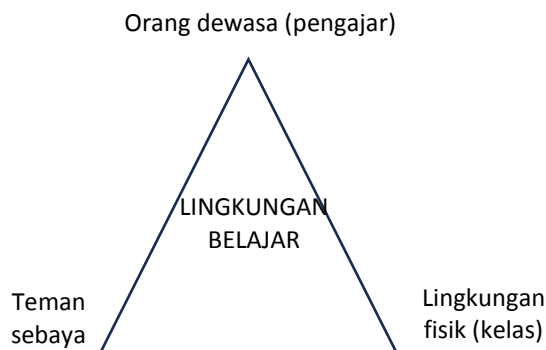 Orang dewasa (pengajar)
LINGKUNGAN
BELAJAR
Teman
sebaya
Lingkungan
fisik (kelas)